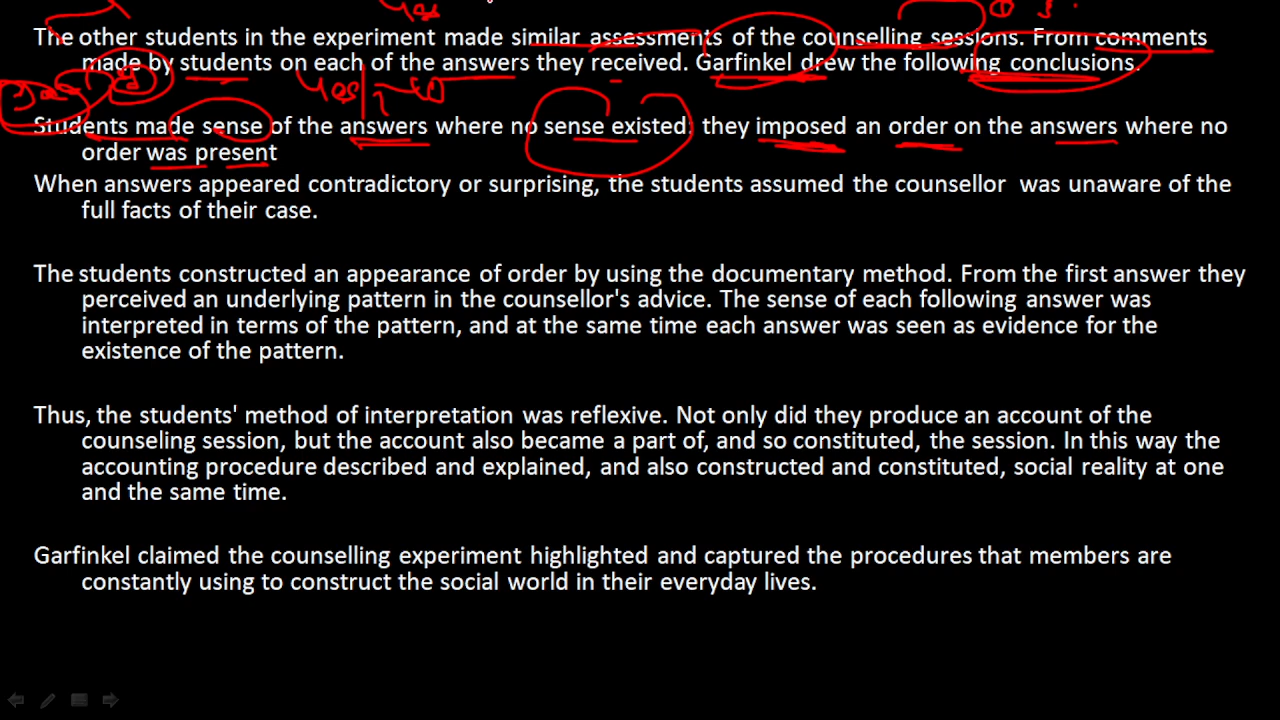 Yes
The other students in the experiment made similar assessments of the counselling sessions. From comments
made by students on each of the answers they received. Garfinkel drew the following conclusions.
Yes/No
Students made sense of the answers where no sense existed; they imposed an order on the answers where no
order was present
When answers appeared contradictory or surprising, the students assumed the counsellor was unaware of the
full facts of their case.
The students constructed an appearance of order by using the documentary method. From the first answer they
perceived an underlying pattern in the counsellor's advice. The sense of each following answer was
interpreted in terms of the pattern, and at the same time each answer was seen as evidence for the
existence of the pattern.
Thus, the students' method of interpretation was reflexive. Not only did they produce an account of the
counseling session, but the account also became a part of, and so constituted, the session. In this way the
accounting procedure described and explained, and also constructed and constituted, social reality at one
and the same time.
Garfinkel claimed the counselling experiment highlighted and captured the procedures that members are
constantly using to construct the social world in their everyday lives.